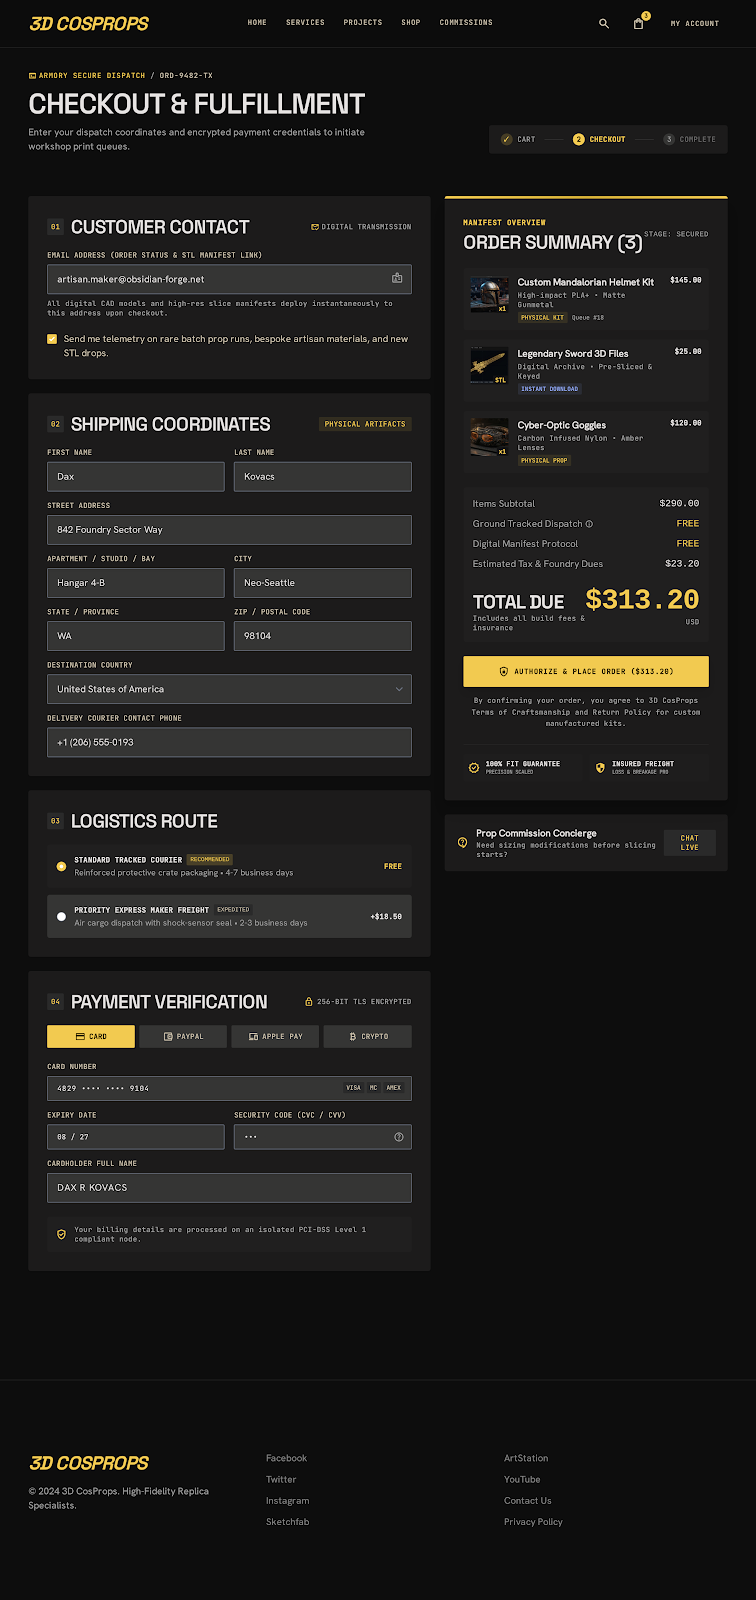 3D COSPROPS
HOME SERVICES PROJECTS SHOP COMMISSIONS
3
MY ACCOUNT
ARMORY SECURE DISPATCH / ORD-9482-TX
CHECKOUT & FULFILLMENT
Enter your dispatch coordinates and encrypted payment credentials to initiate
workshop print queues.
✓ CART 2 CHECKOUT 3 COMPLETE
01 CUSTOMER CONTACT
DIGITAL TRANSMISSION
EMAIL ADDRESS (ORDER STATUS & STL MANIFEST LINK)
artisan.maker@obsidian-forge.net
All digital CAD models and high-res slice manifests deploy instantaneously to
this address upon checkout.
Send me telemetry on rare batch prop runs, bespoke artisan materials, and new
STL drops.
02 SHIPPING COORDINATES
PHYSICAL ARTIFACTS
FIRST NAME
Dax
LAST NAME
Kovacs
STREET ADDRESS
842 Foundry Sector Way
APARTMENT / STUDIO / BAY
Hangar 4-B
CITY
Neo-Seattle
STATE / PROVINCE
WA
ZIP / POSTAL CODE
98104
DESTINATION COUNTRY
United States of America
DELIVERY COURIER CONTACT PHONE
+1 (206) 555-0193
03 LOGISTICS ROUTE
STANDARD TRACKED COURIER RECOMMENDED
Reinforced protective crate packaging • 4-7 business days
FREE
PRIORITY EXPRESS MAKER FREIGHT EXPEDITED
Air cargo dispatch with shock-sensor seal • 2-3 business days
+$18.50
04 PAYMENT VERIFICATION
256-BIT TLS ENCRYPTED
CARD PAYPAL APPLE PAY CRYPTO
CARD NUMBER
4829 •••• •••• 9104
VISA MC AMEX
EXPIRY DATE
08 / 27
SECURITY CODE (CVC / CVV)
•••
CARDHOLDER FULL NAME
DAX R KOVACS
Your billing details are processed on an isolated PCI-DSS Level 1
compliant node.
MANIFEST OVERVIEW
ORDER SUMMARY (3)
STAGE: SECURED
x1
Custom Mandalorian Helmet Kit
$145.00
High-impact PLA+ • Matte
Gunmetal
PHYSICAL KIT Queue #18
STL
Legendary Sword 3D Files
$25.00
Digital Archive • Pre-Sliced &
Keyed
INSTANT DOWNLOAD
x1
Cyber-Optic Goggles
$120.00
Carbon Infused Nylon • Amber
Lenses
PHYSICAL PROP
Items Subtotal $290.00
Ground Tracked Dispatch FREE
Digital Manifest Protocol FREE
Estimated Tax & Foundry Dues $23.20
TOTAL DUE $313.20
Includes all build fees &
insurance
USD
AUTHORIZE & PLACE ORDER ($313.20)
By confirming your order, you agree to 3D CosProps
Terms of Craftsmanship and Return Policy for custom
manufactured kits.
100% FIT GUARANTEE
PRECISION SCALED
INSURED FREIGHT
LOSS & BREAKAGE PRO
Prop Commission Concierge
Need sizing modifications before slicing
starts?
CHAT
LIVE
3D COSPROPS
© 2024 3D CosProps. High-Fidelity Replica
Specialists.
Facebook
Twitter
Instagram
Sketchfab
ArtStation
YouTube
Contact Us
Privacy Policy